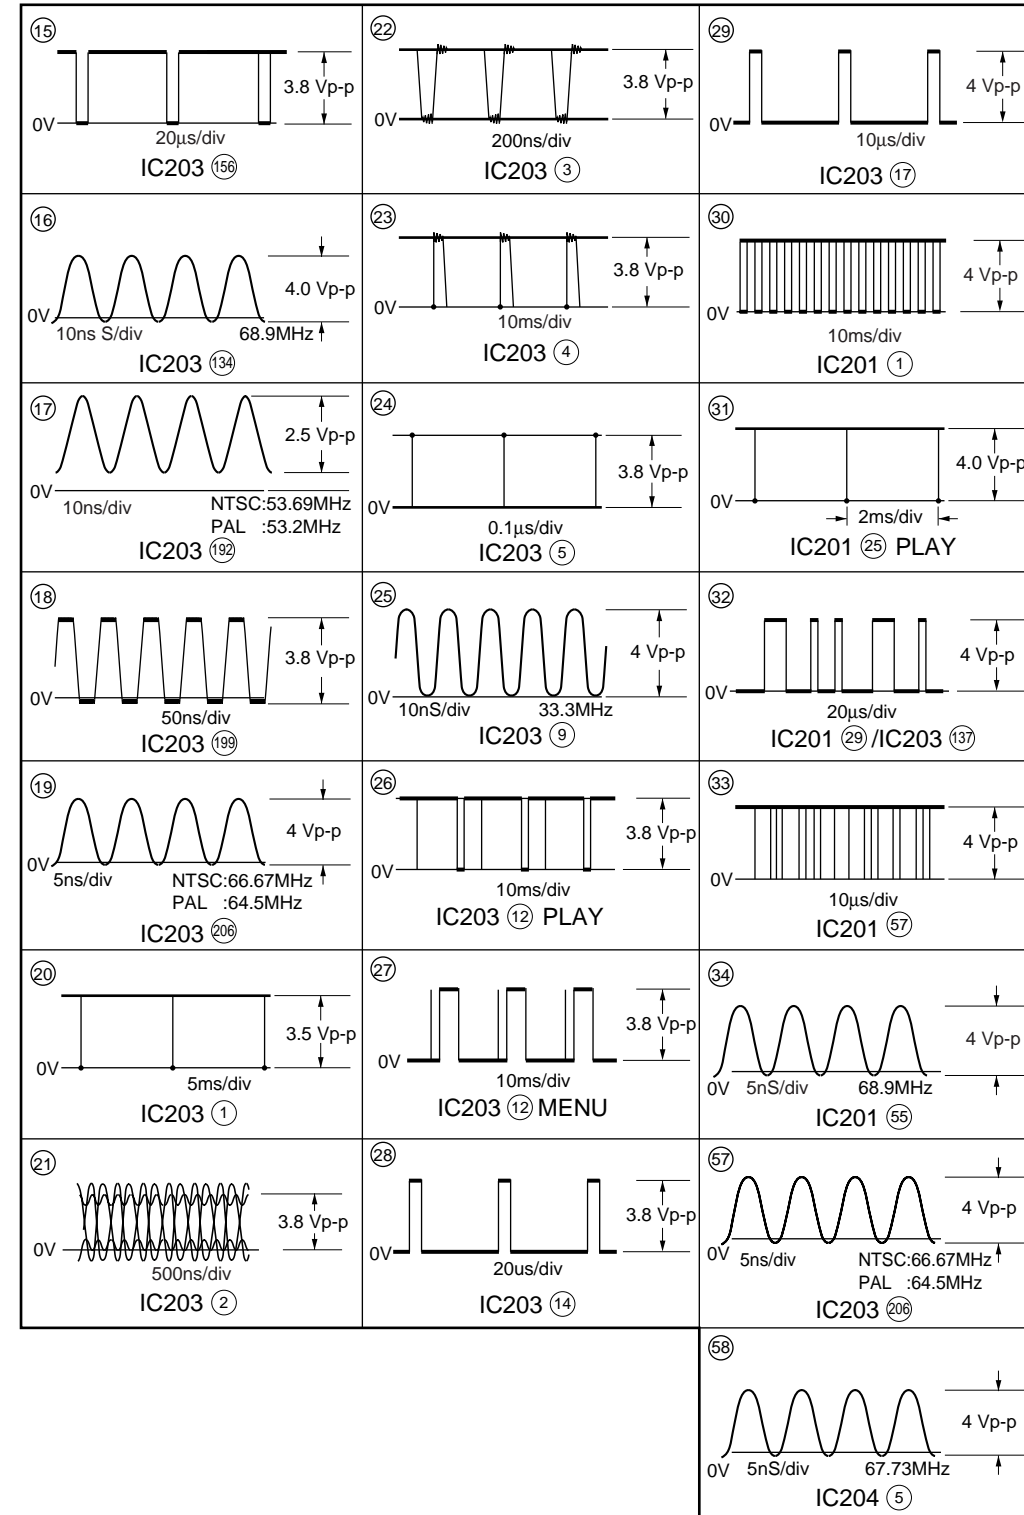 15
3.8 Vp-p
0V
20µs/div
IC203 156
16
4.0 Vp-p
0V
10ns S/div 68.9MHz
IC203 134
17
2.5 Vp-p
0V
10ns/div NTSC:53.69MHz
PAL :53.2MHz
IC203 192
18
3.8 Vp-p
0V
50ns/div
IC203 199
19
4 Vp-p
0V
5ns/div NTSC:66.67MHz
PAL :64.5MHz
IC203 206
20
3.5 Vp-p
0V
5ms/div
IC203 1
21
3.8 Vp-p
0V
500ns/div
IC203 2
22
3.8 Vp-p
0V
200ns/div
IC203 3
23
3.8 Vp-p
0V
10ms/div
IC203 4
24
3.8 Vp-p
0V
0.1µs/div
IC203 5
25
4 Vp-p
0V
10nS/div 33.3MHz
IC203 9
26
3.8 Vp-p
0V
10ms/div
IC203 12 PLAY
27
3.8 Vp-p
0V
10ms/div
IC203 12 MENU
28
3.8 Vp-p
0V
20us/div
IC203 14
29
4 Vp-p
0V
10µs/div
IC203 17
30
4 Vp-p
0V
10ms/div
IC201 1
31
4.0 Vp-p
0V
2ms/div
IC201 25 PLAY
32
4 Vp-p
0V
20µs/div
IC201 29 /IC203 137
33
4 Vp-p
0V
10µs/div
IC201 57
34
4 Vp-p
0V 5nS/div 68.9MHz
IC201 55
57
4 Vp-p
0V 5ns/div NTSC:66.67MHz
PAL :64.5MHz
IC203 206
58
4 Vp-p
0V 5nS/div 67.73MHz
IC204 5